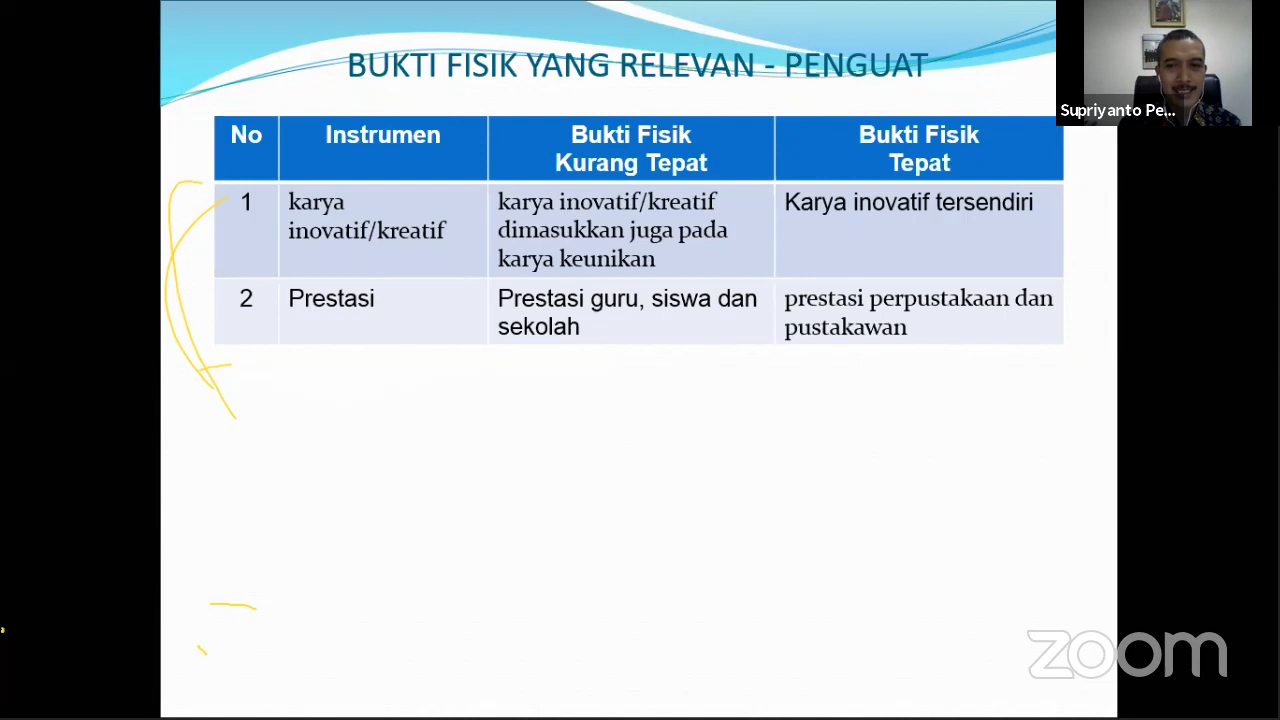 BUKTI FISIK YANG RELEVAN - PENGUAT
Supriyanto Pe...
No
Instrumen
Bukti Fisik
Kurang Tepat
Bukti Fisik
Tepat
1
karya
inovatif/kreatif
karya inovatif/kreatif
dimasukkan juga pada
karya keunikan
Karya inovatif tersendiri
2
Prestasi
Prestasi guru, siswa dan
sekolah
prestasi perpustakaan dan
pustakawan
zoom